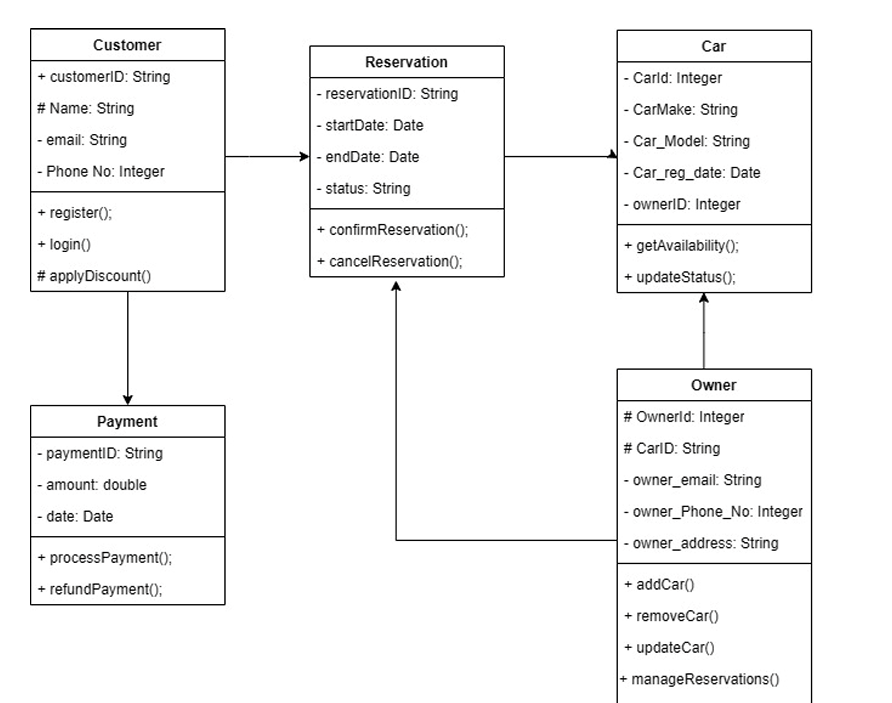 Customer
+ customerID: String
# Name: String
- email: String
- Phone No: Integer
+ register();
+ login()
# applyDiscount()
Reservation
- reservationID: String
- startDate: Date
- endDate: Date
- status: String
+ confirmReservation();
+ cancelReservation();
Car
- CarId: Integer
- CarMake: String
- Car_Model: String
- Car_reg_date: Date
- ownerID: Integer
+ getAvailability();
+ updateStatus();
Payment
- paymentID: String
- amount: double
- date: Date
+ processPayment();
+ refundPayment();
Owner
# OwnerId: Integer
# CarID: String
- owner_email: String
- owner_Phone_No: Integer
- owner_address: String
+ addCar()
+ removeCar()
+ updateCar()
+ manageReservations()